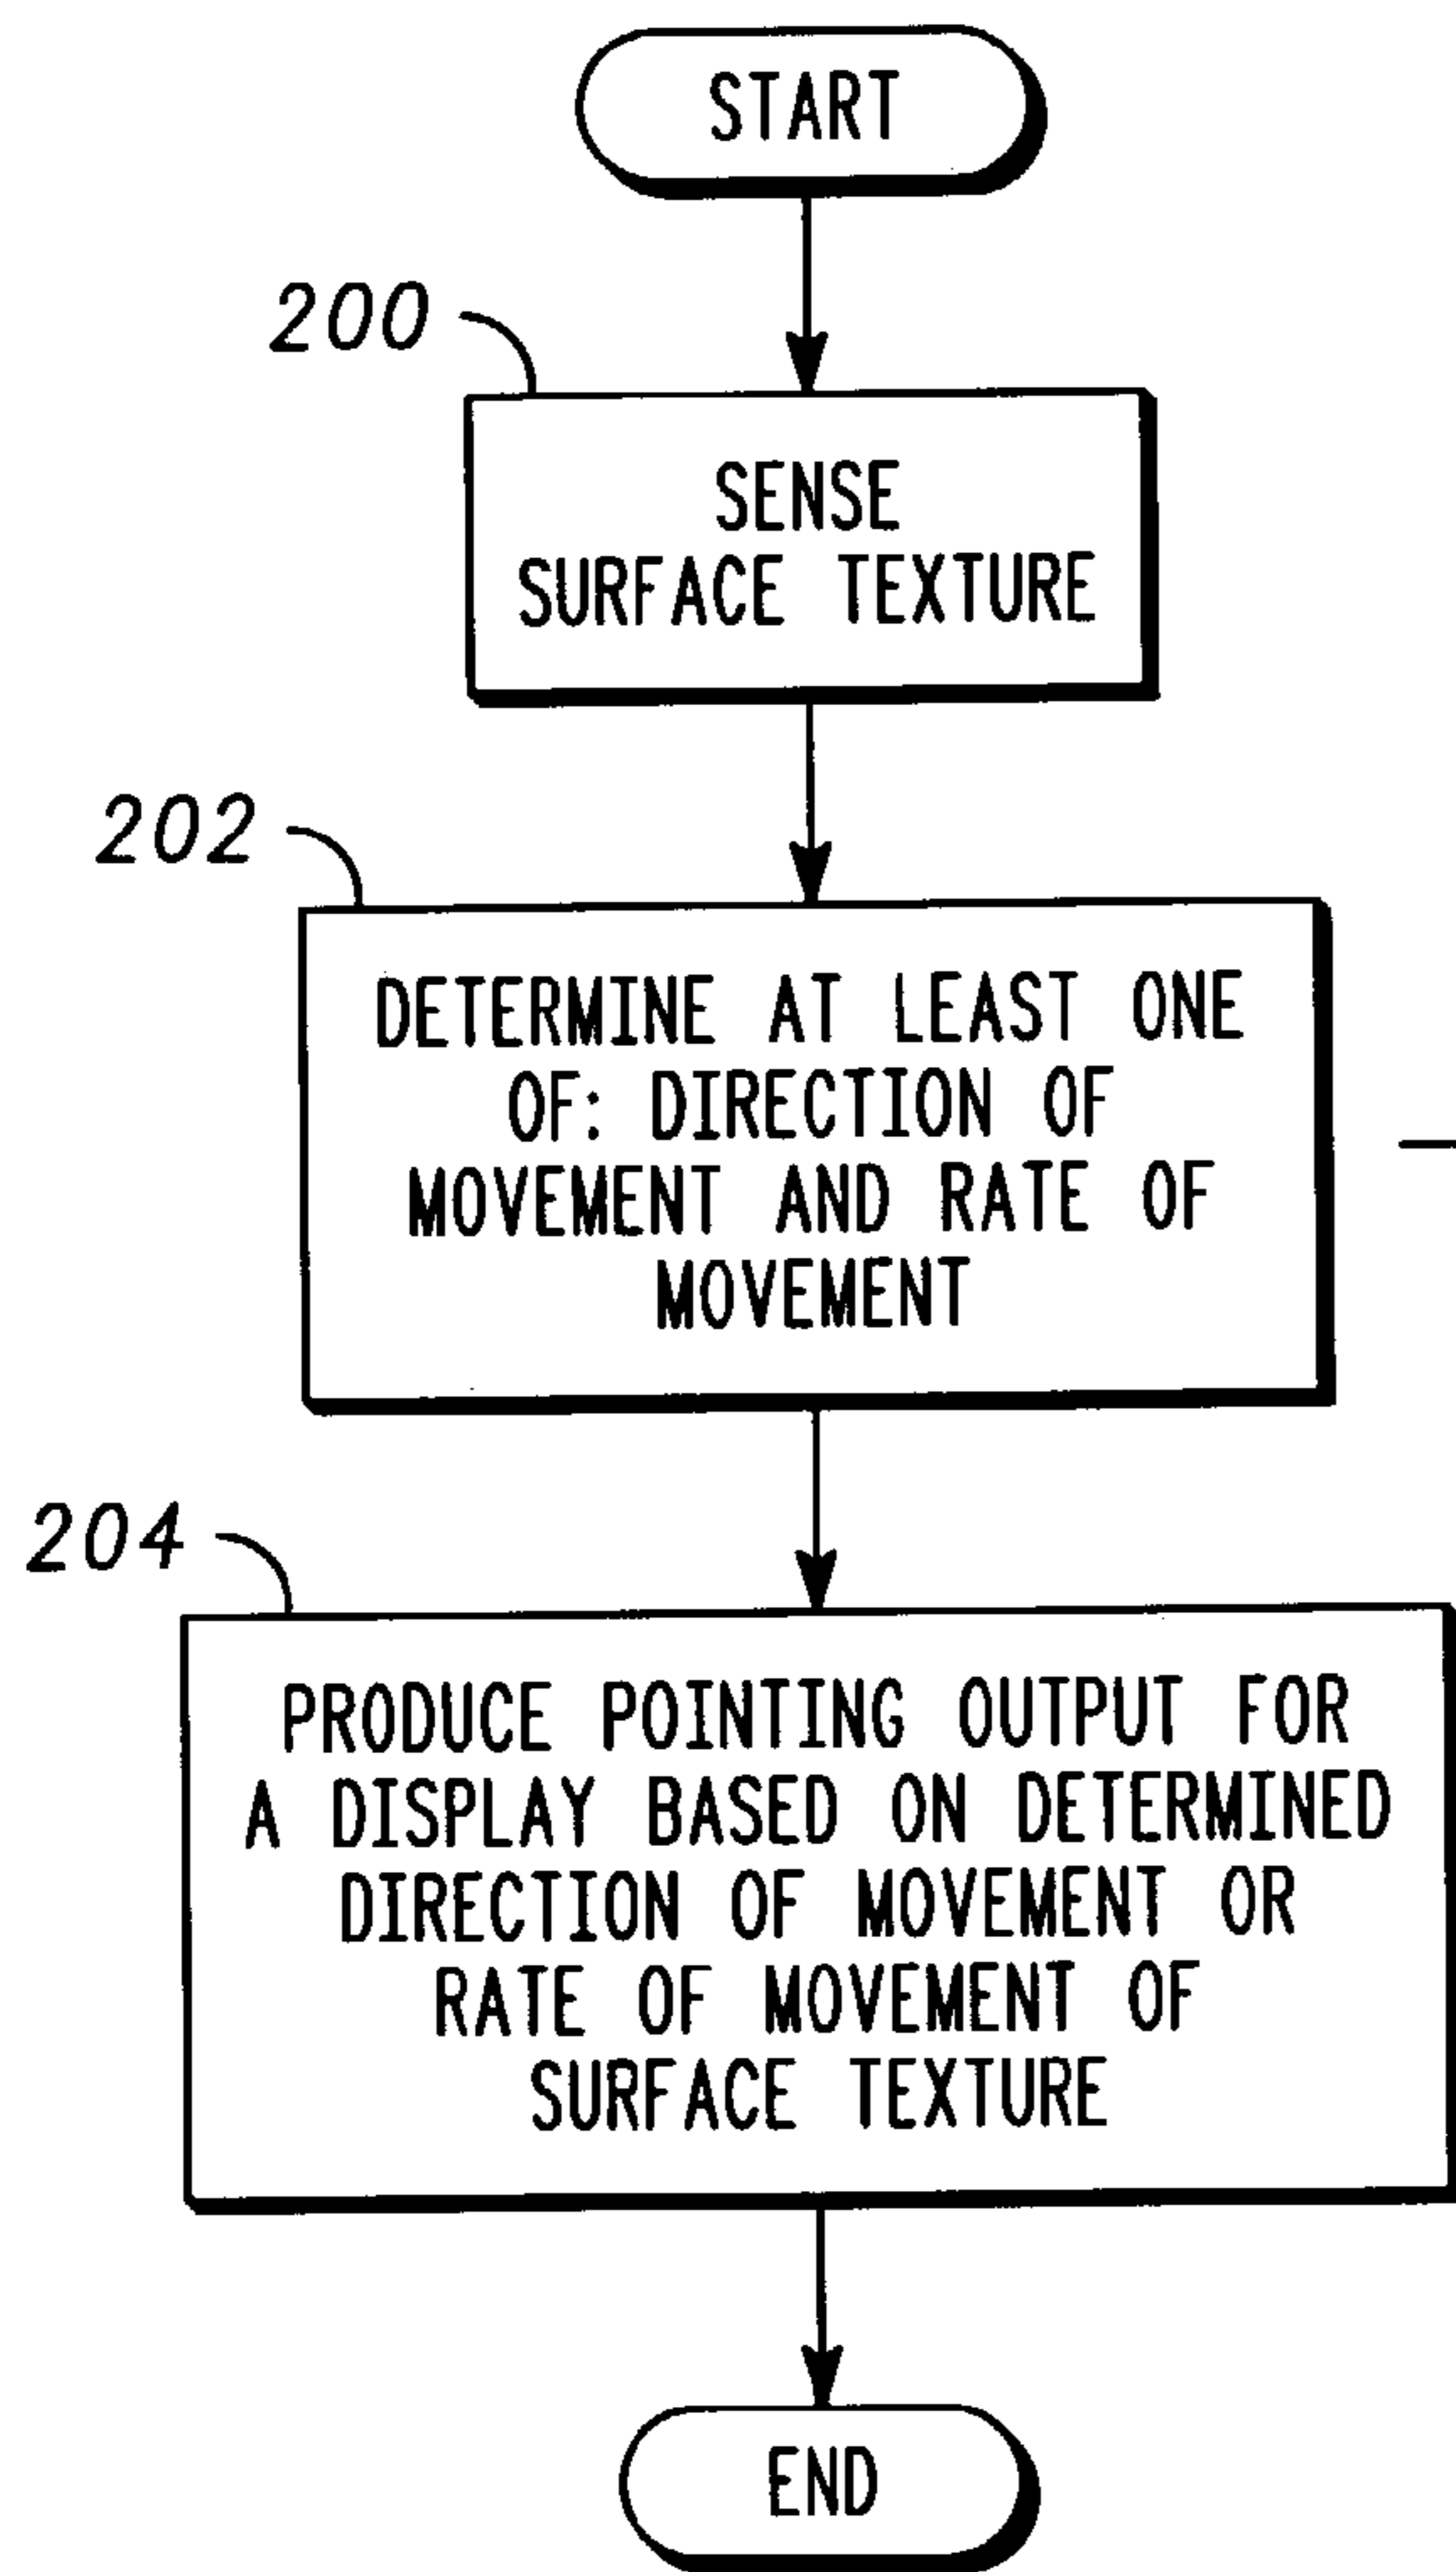 START
200
SENSE
SURFACE TEXTURE
202
DETERMINE AT LEAST ONE
OF: DIRECTION OF
MOVEMENT AND RATE OF
MOVEMENT
204
PRODUCE POINTING OUTPUT FOR
A DISPLAY BASED ON DETERMINED
DIRECTION OF MOVEMENT OR
RATE OF MOVEMENT OF
SURFACE TEXTURE
END